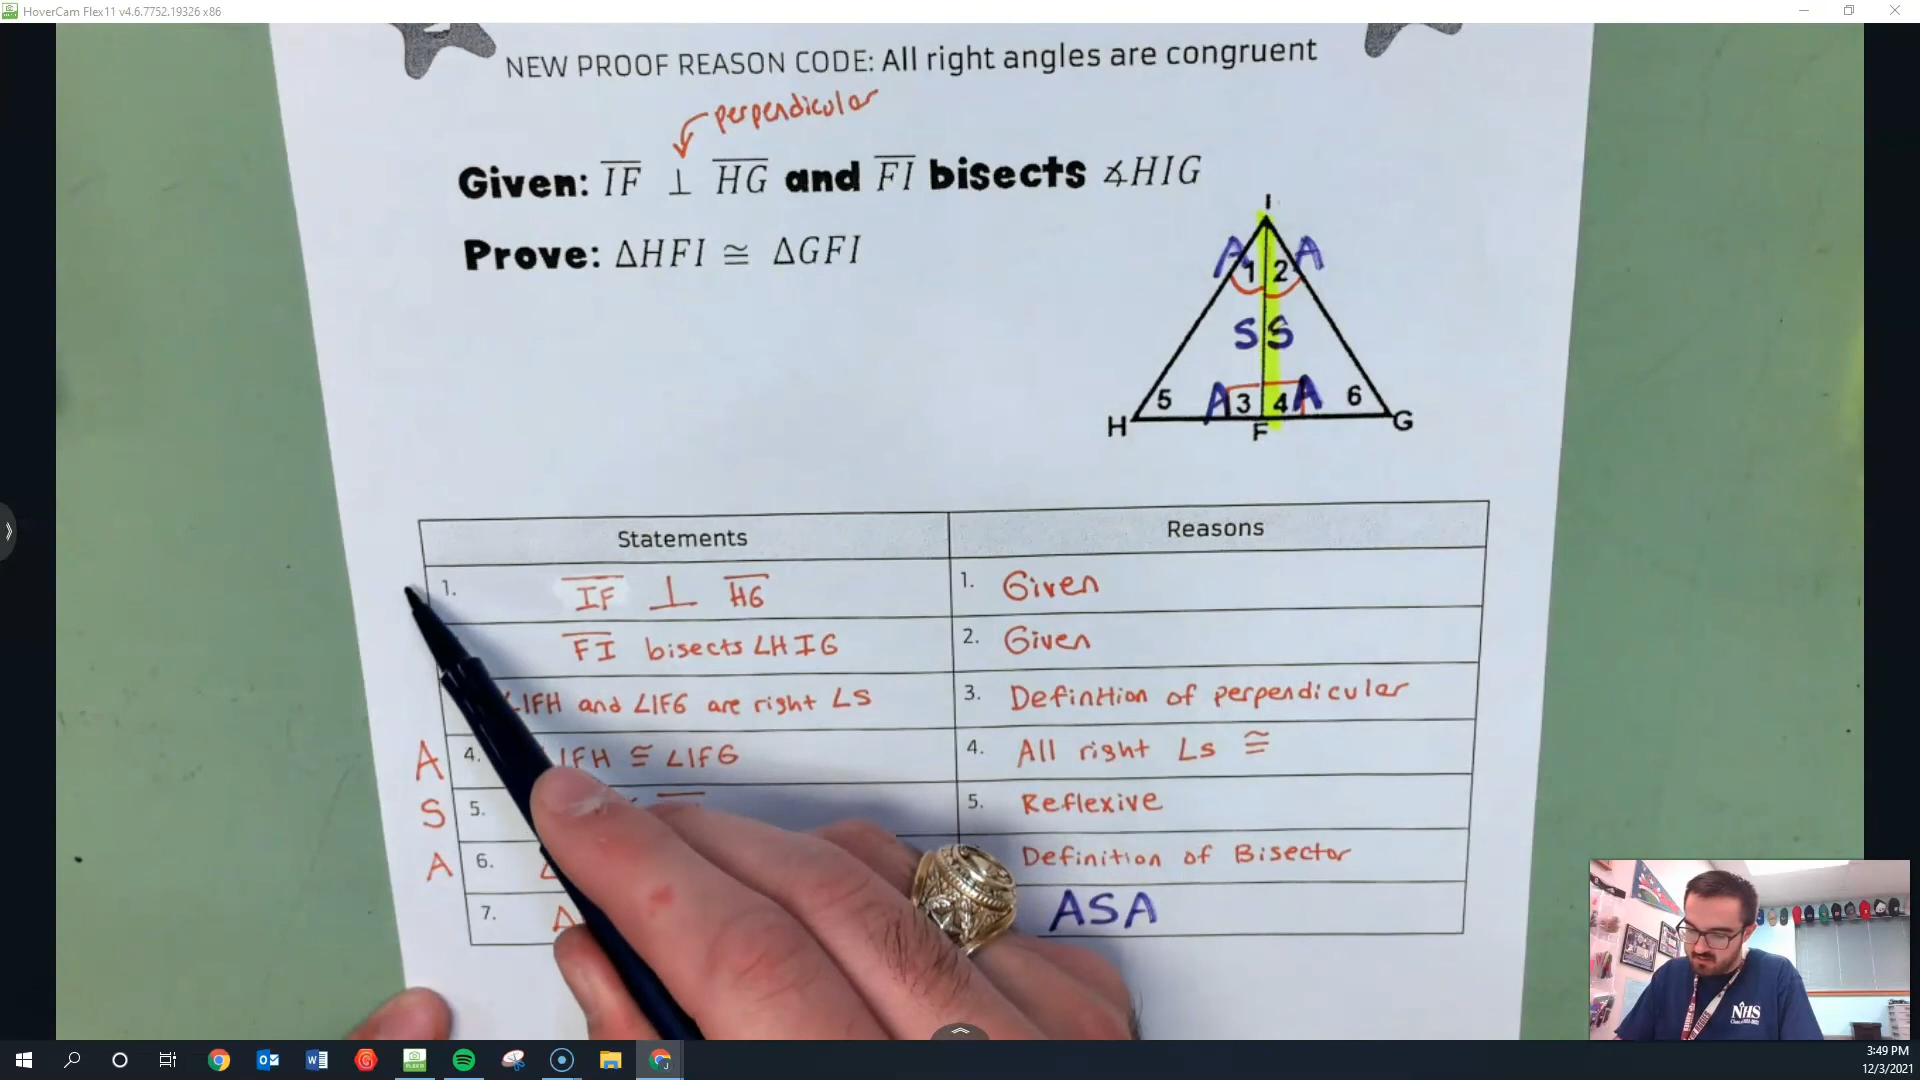 HoverCam Flex11 v4.6.7752.19326 x86
NEW PROOF REASON CODE: All right angles are congruent
perpendicular
Given: IF ⊥ HG and FI bisects ∡HIG
Prove: ΔHFI ≅ ΔGFI
I
A 1 2 A
S S
5 A 3 4 A 6
H F G
Statements Reasons
1. IF ⊥ HG 1. Given
FI bisects ∠HIG 2. Given
∠IFH and ∠IFG are right ∠s 3. Definition of perpendicular
A 4. IFH ≅ ∠IFG 4. All right ∠s ≅
S 5. 5. Reflexive
A 6. ∠ Definition of Bisector
7. Δ ASA
NHS
3:49 PM
12/3/2021